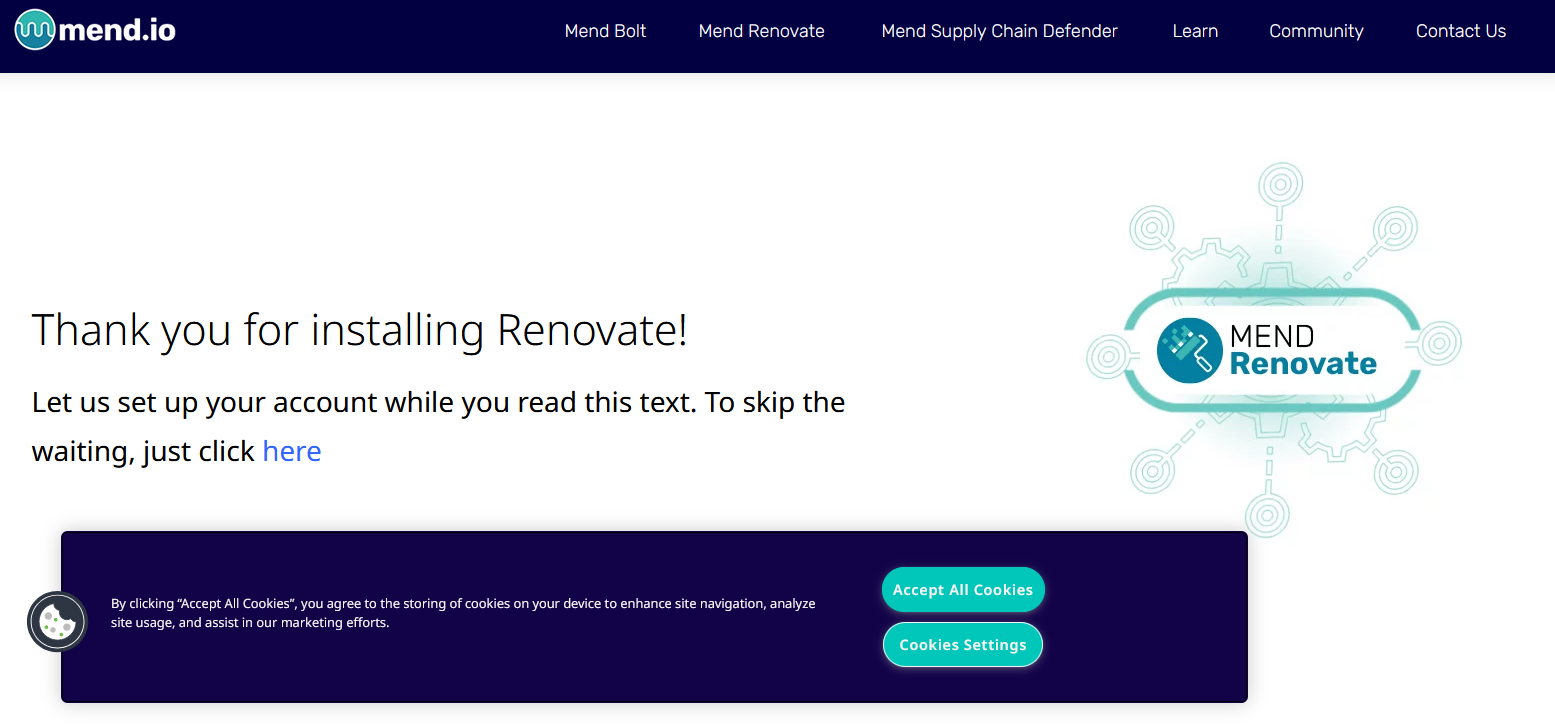 mend.io
Mend Bolt
Mend Renovate
Mend Supply Chain Defender
Learn
Community
Contact Us
Thank you for installing Renovate!
Let us set up your account while you read this text. To skip the
waiting, just click here
MEND
Renovate
By clicking “Accept All Cookies”, you agree to the storing of cookies on your device to enhance site navigation, analyze
site usage, and assist in our marketing efforts.
Accept All Cookies
Cookies Settings